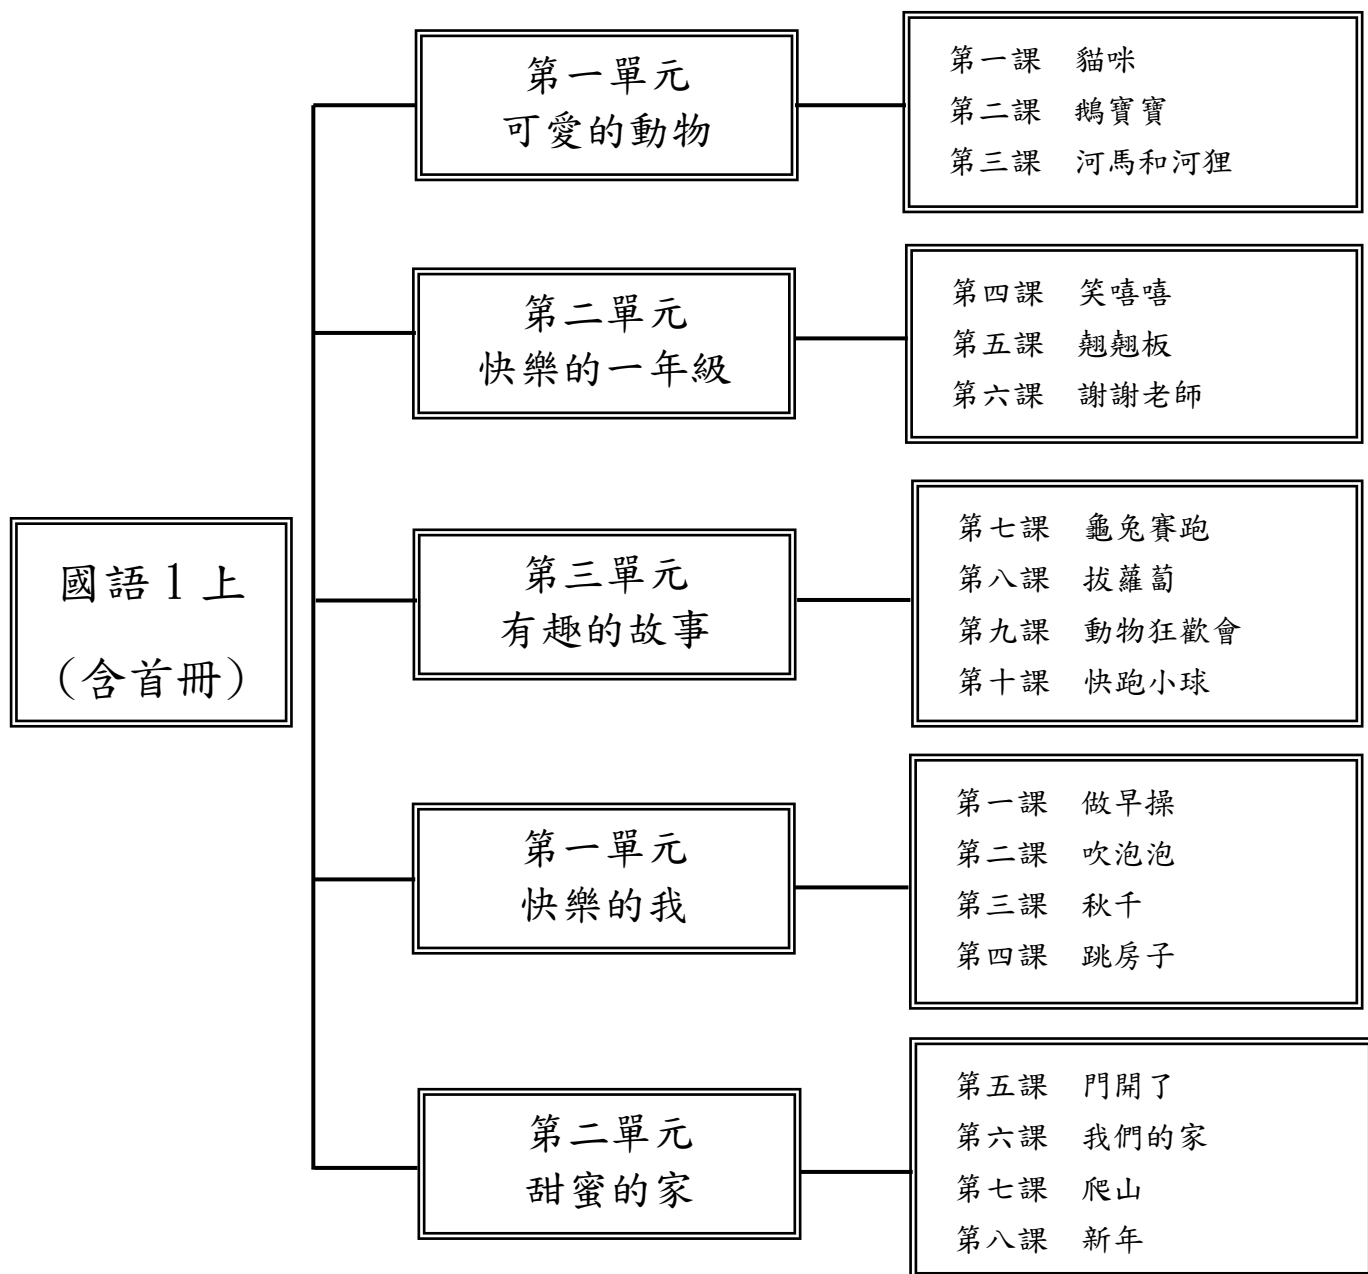 國語1上
(含首冊)
第一單元
可愛的動物
第一課 貓咪
第二課 鵝寶寶
第三課 河馬和河狸
第二單元
快樂的一年級
第四課 笑嘻嘻
第五課 翹翹板
第六課 謝謝老師
第三單元
有趣的故事
第七課 龜兔賽跑
第八課 拔蘿蔔
第九課 動物狂歡會
第十課 快跑小球
第一單元
快樂的我
第一課 做早操
第二課 吹泡泡
第三課 秋千
第四課 跳房子
第二單元
甜蜜的家
第五課 門開了
第六課 我們的家
第七課 爬山
第八課 新年